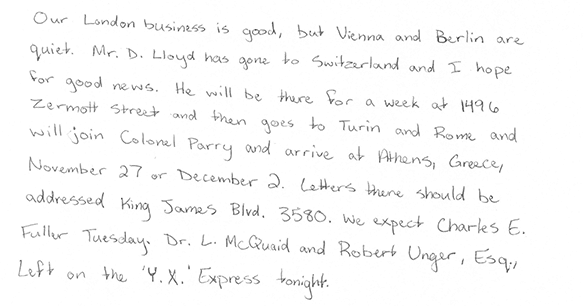 Our London business is good, but Vienna and Berlin are
quiet. Mr. D. Lloyd has gone to Switzerland and I hope
for good news. He will be there for a week at 1496
Zermott Street and then goes to Turin and Rome and
will join Colonel Parry and arrive at Athens, Greece,
November 27 or December 2. Letters there should be
addressed King James Blvd. 3580. We expect Charles E.
Fuller Tuesday. Dr. L. McQuaid and Robert Unger, Esq.,
Left on the 'Y.X.' Express tonight.